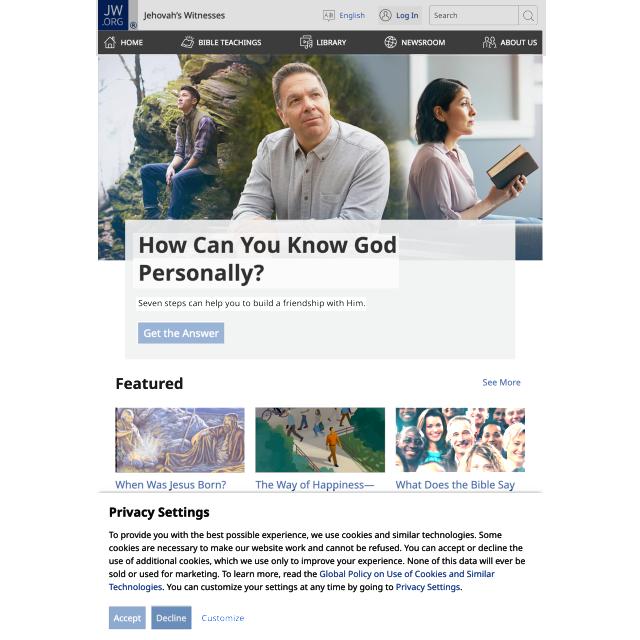 JW
.ORG
®
Jehovah's Witnesses
English
Log In
Search
HOME
BIBLE TEACHINGS
LIBRARY
NEWSROOM
ABOUT US
How Can You Know God
Personally?
Seven steps can help you to build a friendship with Him.
Get the Answer
Featured
See More
When Was Jesus Born?
The Way of Happiness—
What Does the Bible Say
Privacy Settings
To provide you with the best possible experience, we use cookies and similar technologies. Some
cookies are necessary to make our website work and cannot be refused. You can accept or decline the
use of additional cookies, which we use only to improve your experience. None of this data will ever be
sold or used for marketing. To learn more, read the Global Policy on Use of Cookies and Similar
Technologies. You can customize your settings at any time by going to Privacy Settings.
Accept
Decline
Customize